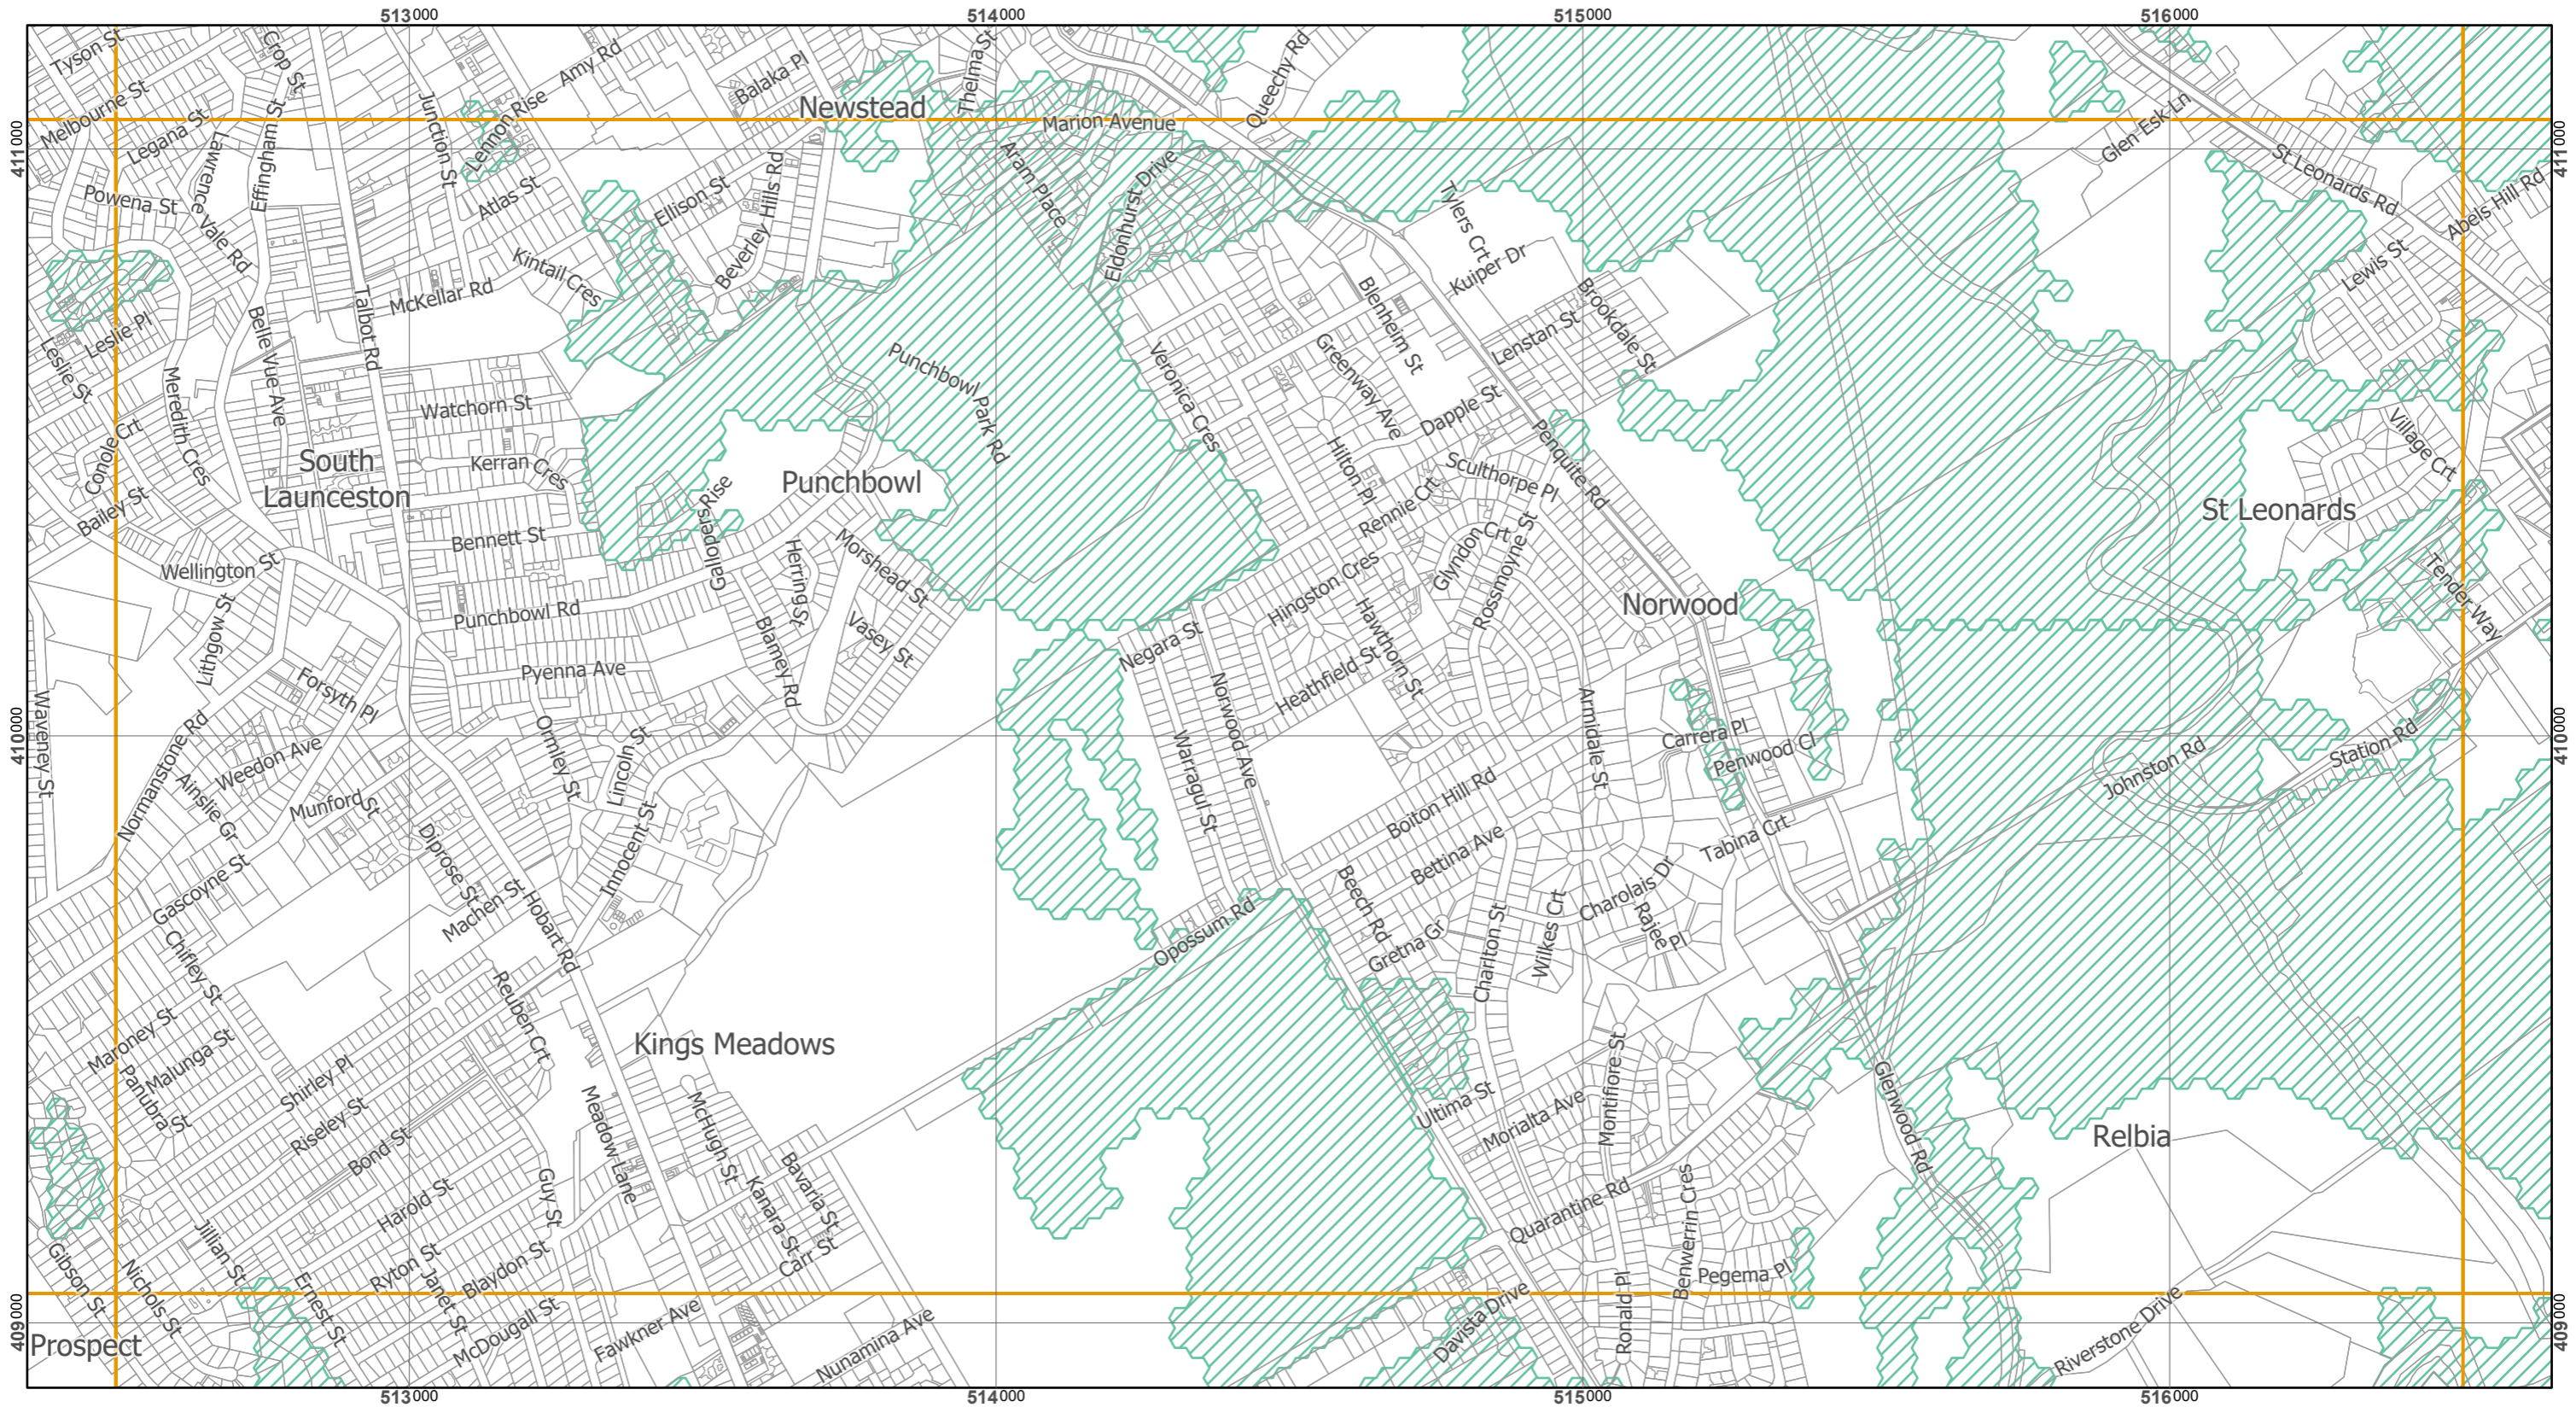 513000
514000
515000
516000
Tyson St
Crop St
Amy Rd
Balaka Pl
Thelma St
Queechy Rd
Melbourne St
Legana St
Effingham St
Junction St
Lennon Rise
Newstead
Marion Avenue
Glen Esk Ln
411000
411000
Lawrence Vale Rd
Powena St
Atlas St
Ellison St
Beverley Hills Rd
Aram Place
Eldonhurst Drive
Tylers Crt
St Leonards Rd
Abels Hill Rd
Kintail Cres
McKellar Rd
Talbot Rd
Kuiper Dr
Blenheim St
Brookdale St
Lewis St
Leslie Pl
Leslie St
Belle Vue Ave
Lenstan St
Greenway Ave
Veronica Cres
Punchbowl Park Rd
Meredith Cres
Watchorn St
Dapple St
Penquite Rd
Village Crt
Conole Crt
South
Launceston
Kerran Cres
Punchbowl
Hilton Pl
Sculthorpe Pl
Rennie Crt
St Leonards
Bailey St
Gallopers Rise
Bennett St
Morshead St
Herring St
Glyndon Crt
Rossmoyne St
Wellington St
Hingston Cres
Tender Way
Lithgow St
Punchbowl Rd
Vasey St
Blamey Rd
Negara St
Hawthorn St
Norwood
Forsyth Pl
Pyenna Ave
Heathfield St
Norwood Ave
Armidale St
Waveney St
410000
410000
Normanstone Rd
Weedon Ave
Ormley St
Lincoln St
Warragul St
Carrera Pl
Penwood Cl
Johnston Rd
Station Rd
Ainslie Gr
Munford St
Boiton Hill Rd
Diprose St
Innocent St
Bettina Ave
Tabina Crt
Gascoyne St
Machen St
Hobart Rd
Beech Rd
Charolais Dr
Rajee Pl
Chifley St
Opossum Rd
Gretna Gr
Charlton St
Wilkes Crt
Reuben Crt
Maroney St
Malunga St
Panubra St
Kings Meadows
Shirley Pl
Riseley St
Bond St
Meadow Lane
McHugh St
Ultima St
Morialta Ave
Montifiore St
Glenwood Rd
Relbia
Bavaria St
Kanara St
Carr St
Guy St
Harold St
Quarantine Rd
Benwerrin Cres
Pegema Pl
Jillian St
Gibson St
Nichols St
Ernest St
Ryton St
Janet St
Blaydon St
McDougall St
Fawkner Ave
Nunamina Ave
Davista Drive
Ronald Pl
Riverstone Drive
409000
409000
Prospect
513000
514000
515000
516000